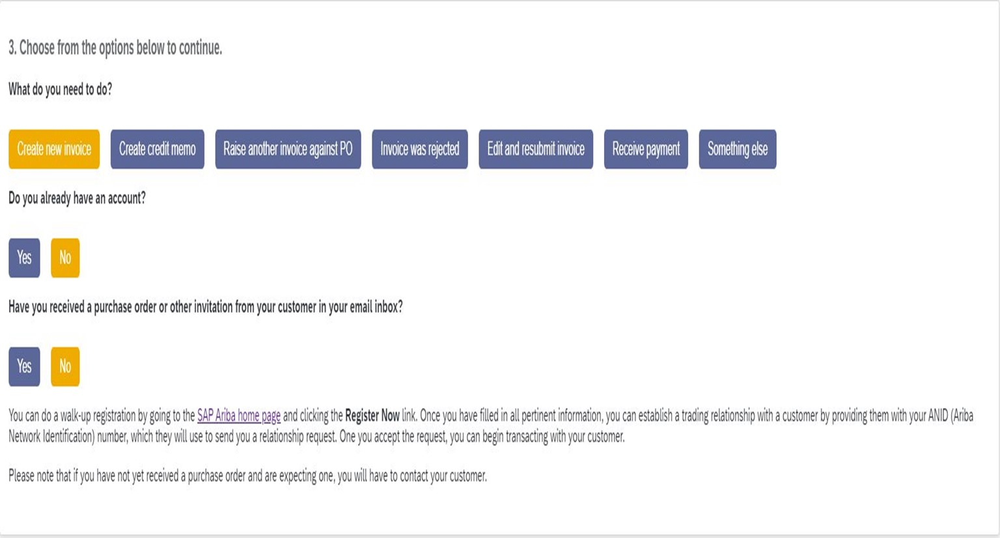 3. Choose from the options below to continue.
What do you need to do?
Create new invoice Create credit memo Raise another invoice against PO Invoice was rejected Edit and resubmit invoice Receive payment Something else
Do you already have an account?
Yes No
Have you received a purchase order or other invitation from your customer in your email inbox?
Yes No
You can do a walk-up registration by going to the SAP Ariba home page and clicking the Register Now link. Once you have filled in all pertinent information, you can establish a trading relationship with a customer by providing them with your ANID (Ariba
Network Identification) number, which they will use to send you a relationship request. One you accept the request, you can begin transacting with your customer.
Please note that if you have not yet received a purchase order and are expecting one, you will have to contact your customer.